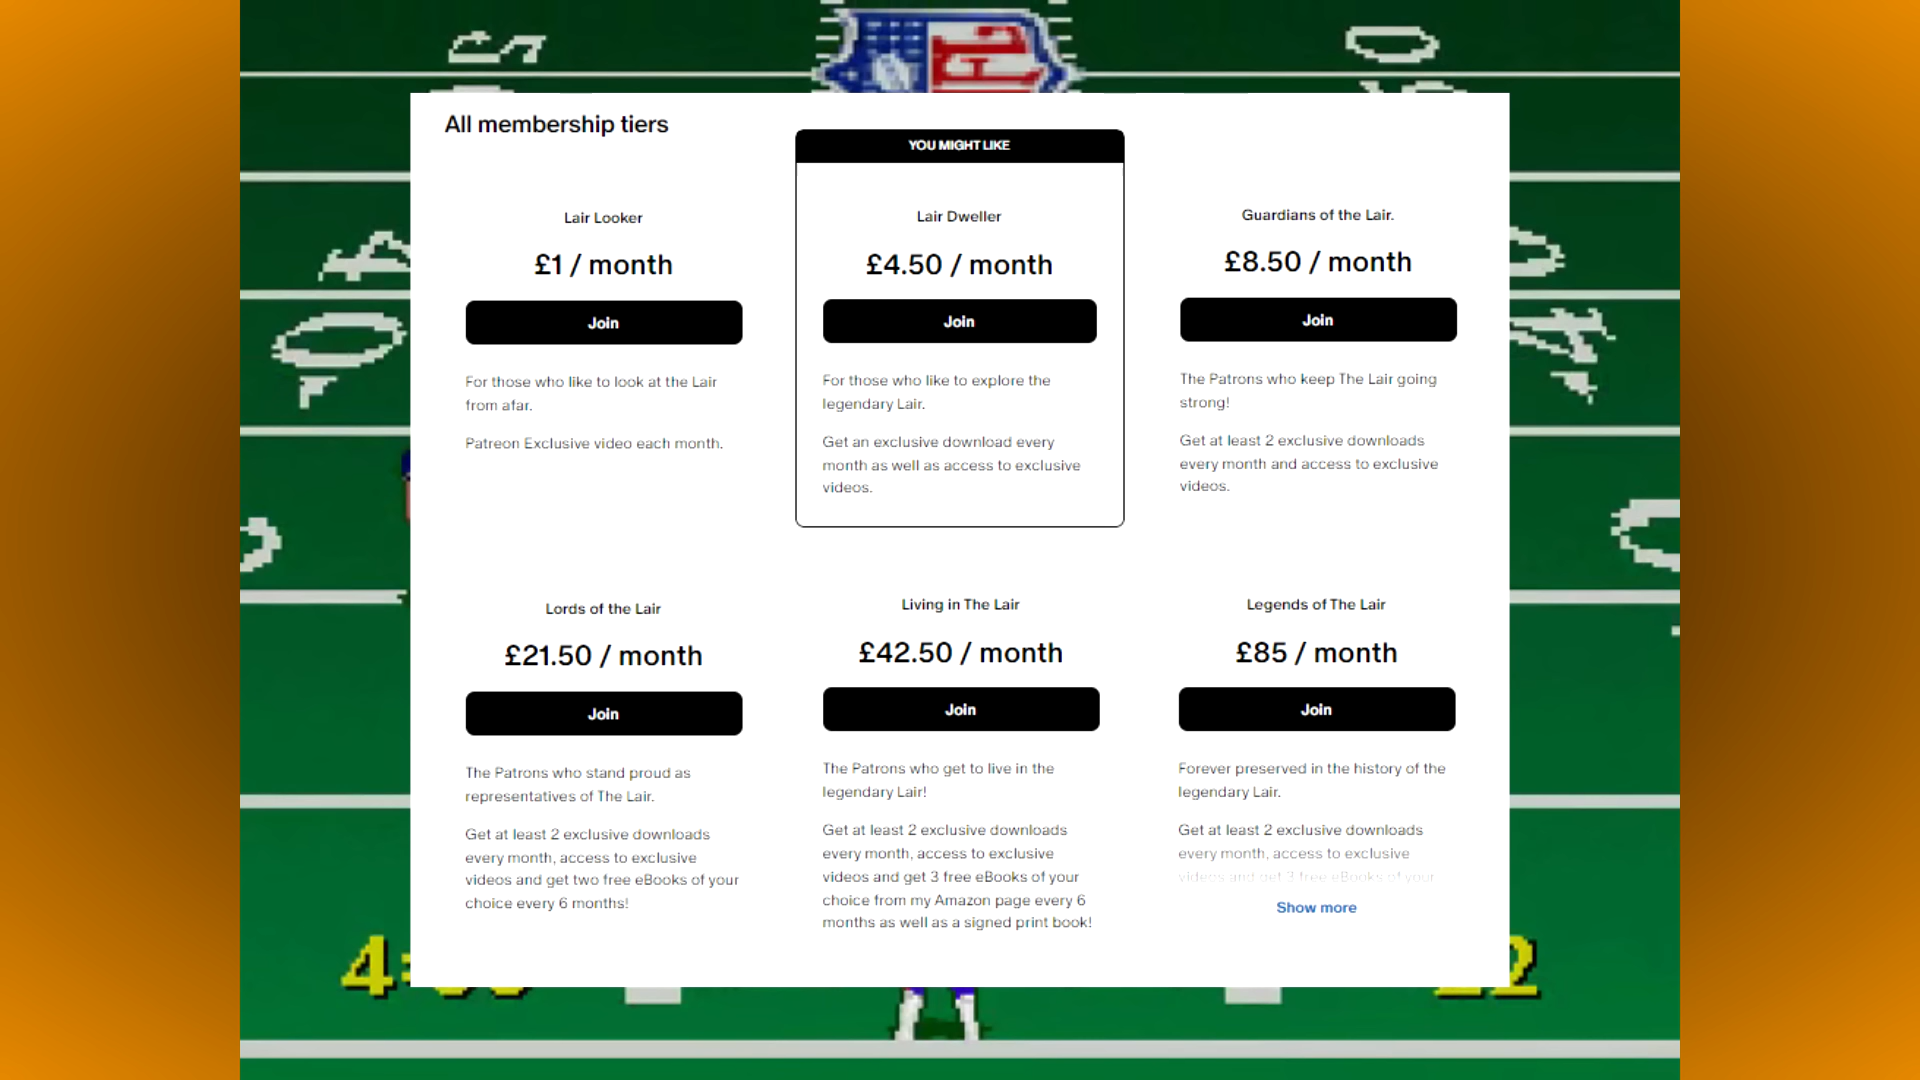 All membership tiers
YOU MIGHT LIKE
Lair Looker
£1 / month
Join
For those who like to look at the Lair
from afar.
Patreon Exclusive video each month.
Lair Dweller
£4.50 / month
Join
For those who like to explore the
legendary Lair.
Get an exclusive download every
month as well as access to exclusive
videos.
Guardians of the Lair.
£8.50 / month
Join
The Patrons who keep The Lair going
strong!
Get at least 2 exclusive downloads
every month and access to exclusive
videos.
Lords of the Lair
£21.50 / month
Join
The Patrons who stand proud as
representatives of The Lair.
Get at least 2 exclusive downloads
every month, access to exclusive
videos and get two free eBooks of your
choice every 6 months!
Living in The Lair
£42.50 / month
Join
The Patrons who get to live in the
legendary Lair!
Get at least 2 exclusive downloads
every month, access to exclusive
videos and get 3 free eBooks of your
choice from my Amazon page every 6
months as well as a signed print book!
Legends of The Lair
£85 / month
Join
Forever preserved in the history of the
legendary Lair.
Get at least 2 exclusive downloads
every month, access to exclusive
videos and get 3 free eBooks of your
Show more